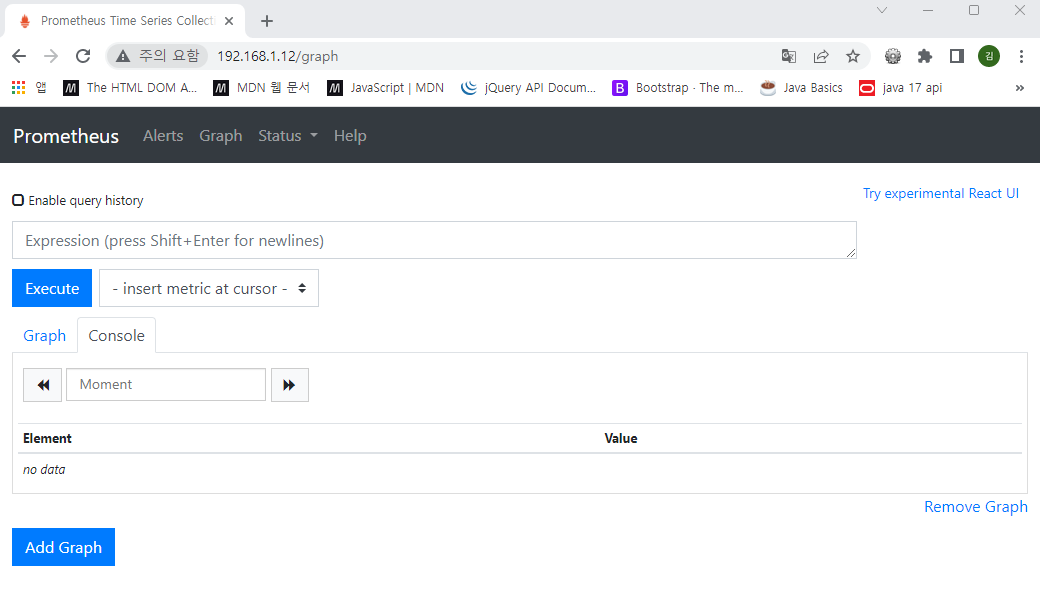 Prometheus Time Series Collecti
주의 요함 192.168.1.12/graph 김
앱 The HTML DOM A... MDN 웹 문서 JavaScript | MDN jQuery API Docum... Bootstrap · The m... Java Basics java 17 api »
Prometheus Alerts Graph Status Help
Enable query history Try experimental React UI
Expression (press Shift+Enter for newlines)
Execute - insert metric at cursor -
Graph Console
Moment
Element Value
no data
Remove Graph
Add Graph